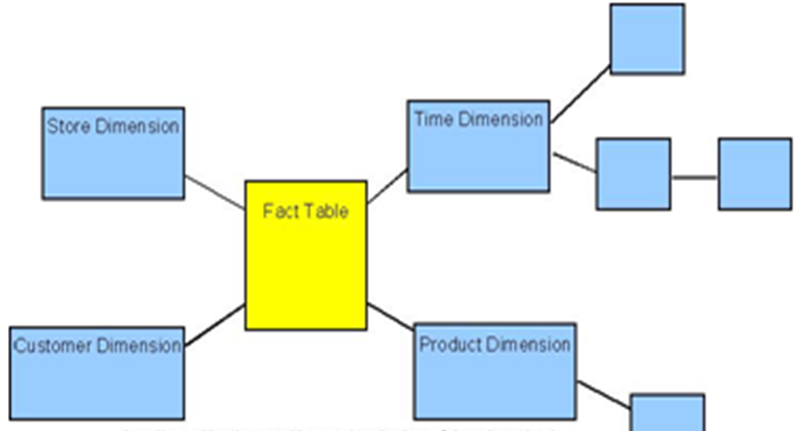 Store Dimension
Time Dimension
Fact Table
Customer Dimension
Product Dimension